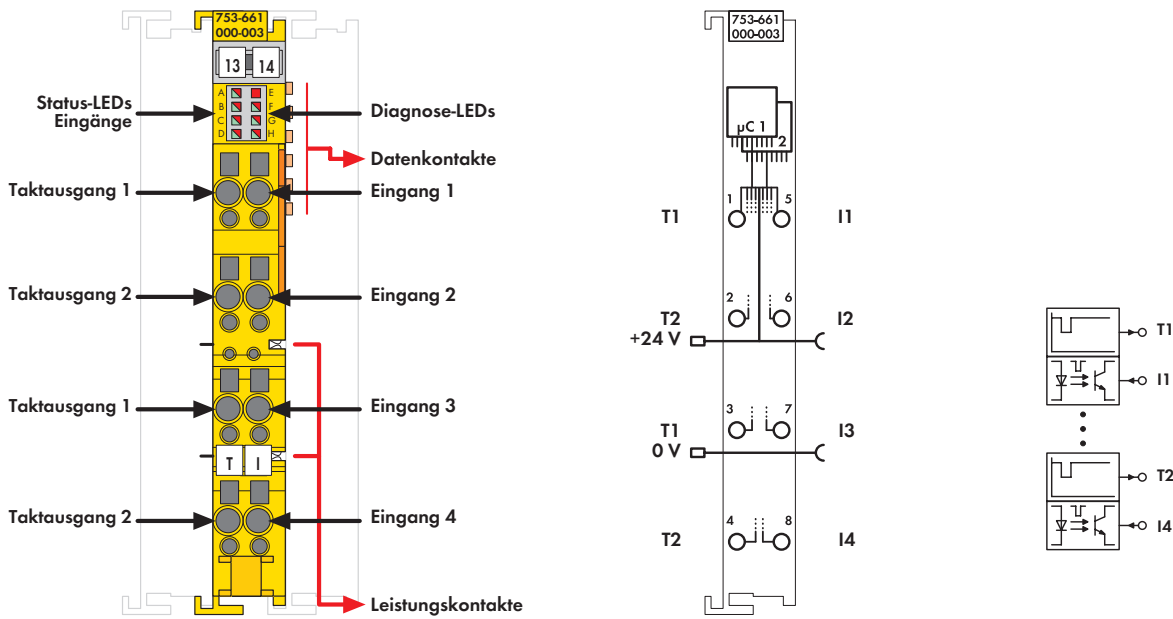 753-661
000-003
13 14
A E
B F
C G
D H
Status-LEDs
Eingänge
Diagnose-LEDs
Datenkontakte
Taktausgang 1
Eingang 1
Taktausgang 2
Eingang 2
Taktausgang 1
Eingang 3
T I
Taktausgang 2
Eingang 4
Leistungskontakte
753-661
000-003
µC 1
2
1 5
T1 I1
2 6
T2 I2
+24 V
3 7
T1 I3
0 V
4 8
T2 I4
T1
I1
T2
I4